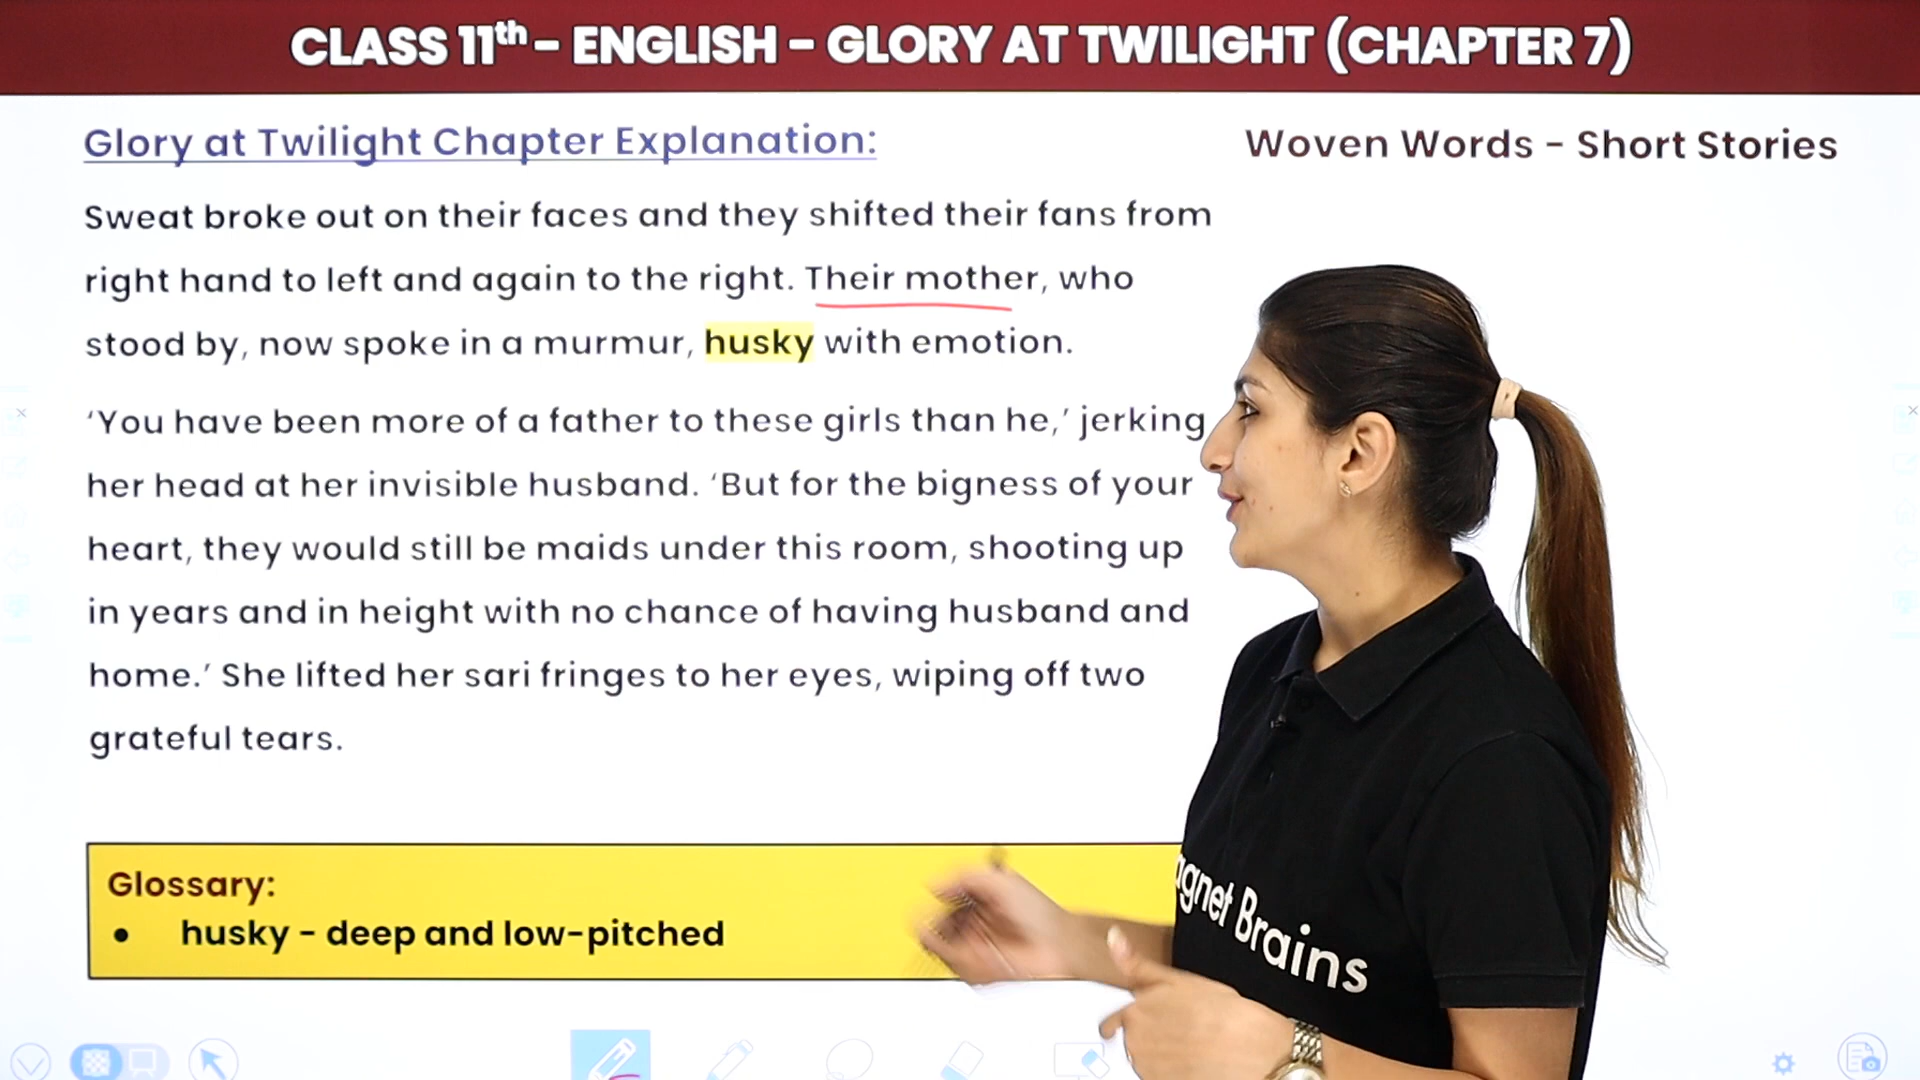 CLASS 11th – ENGLISH – GLORY AT TWILIGHT (CHAPTER 7)
Glory at Twilight Chapter Explanation:
Woven Words - Short Stories
Sweat broke out on their faces and they shifted their fans from
right hand to left and again to the right. Their mother, who
stood by, now spoke in a murmur, husky with emotion.
‘You have been more of a father to these girls than he,’ jerking
her head at her invisible husband. ‘But for the bigness of your
heart, they would still be maids under this room, shooting up
in years and in height with no chance of having husband and
home.’ She lifted her sari fringes to her eyes, wiping off two
grateful tears.
Glossary:
● husky - deep and low-pitched
agnet Brains